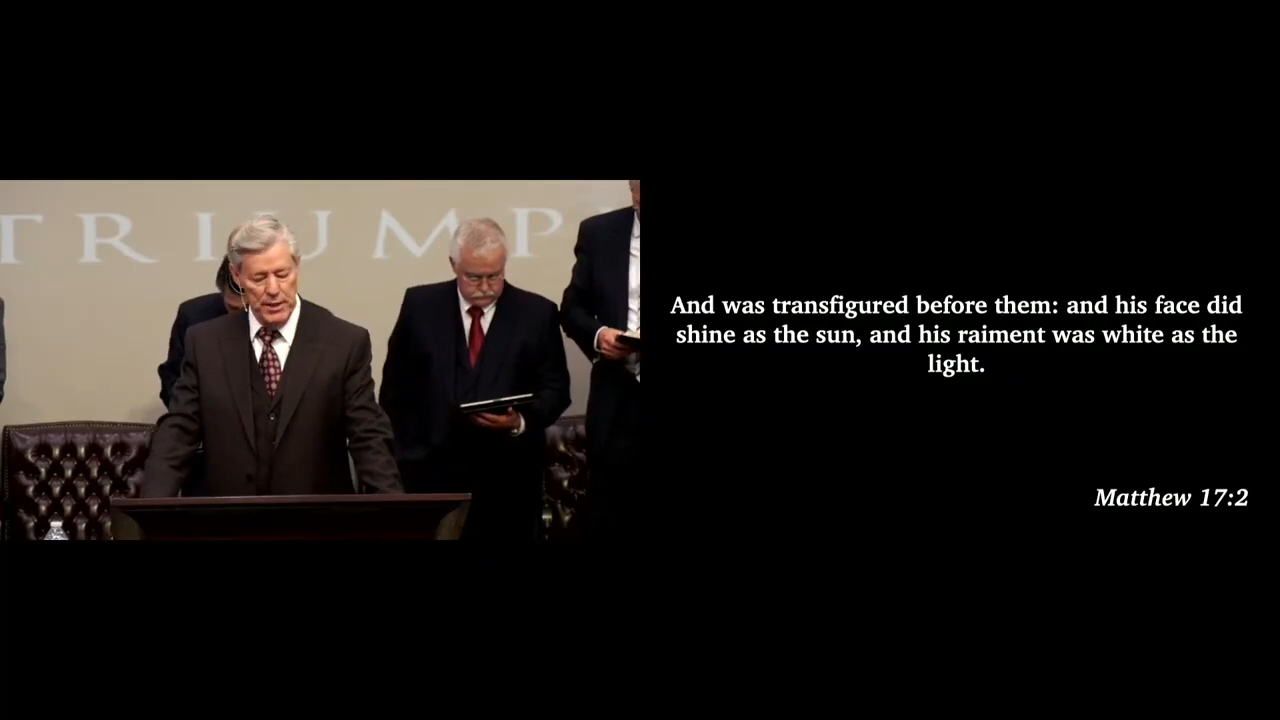 TRIUMP
And was transfigured before them: and his face did
shine as the sun, and his raiment was white as the
light.
Matthew 17:2